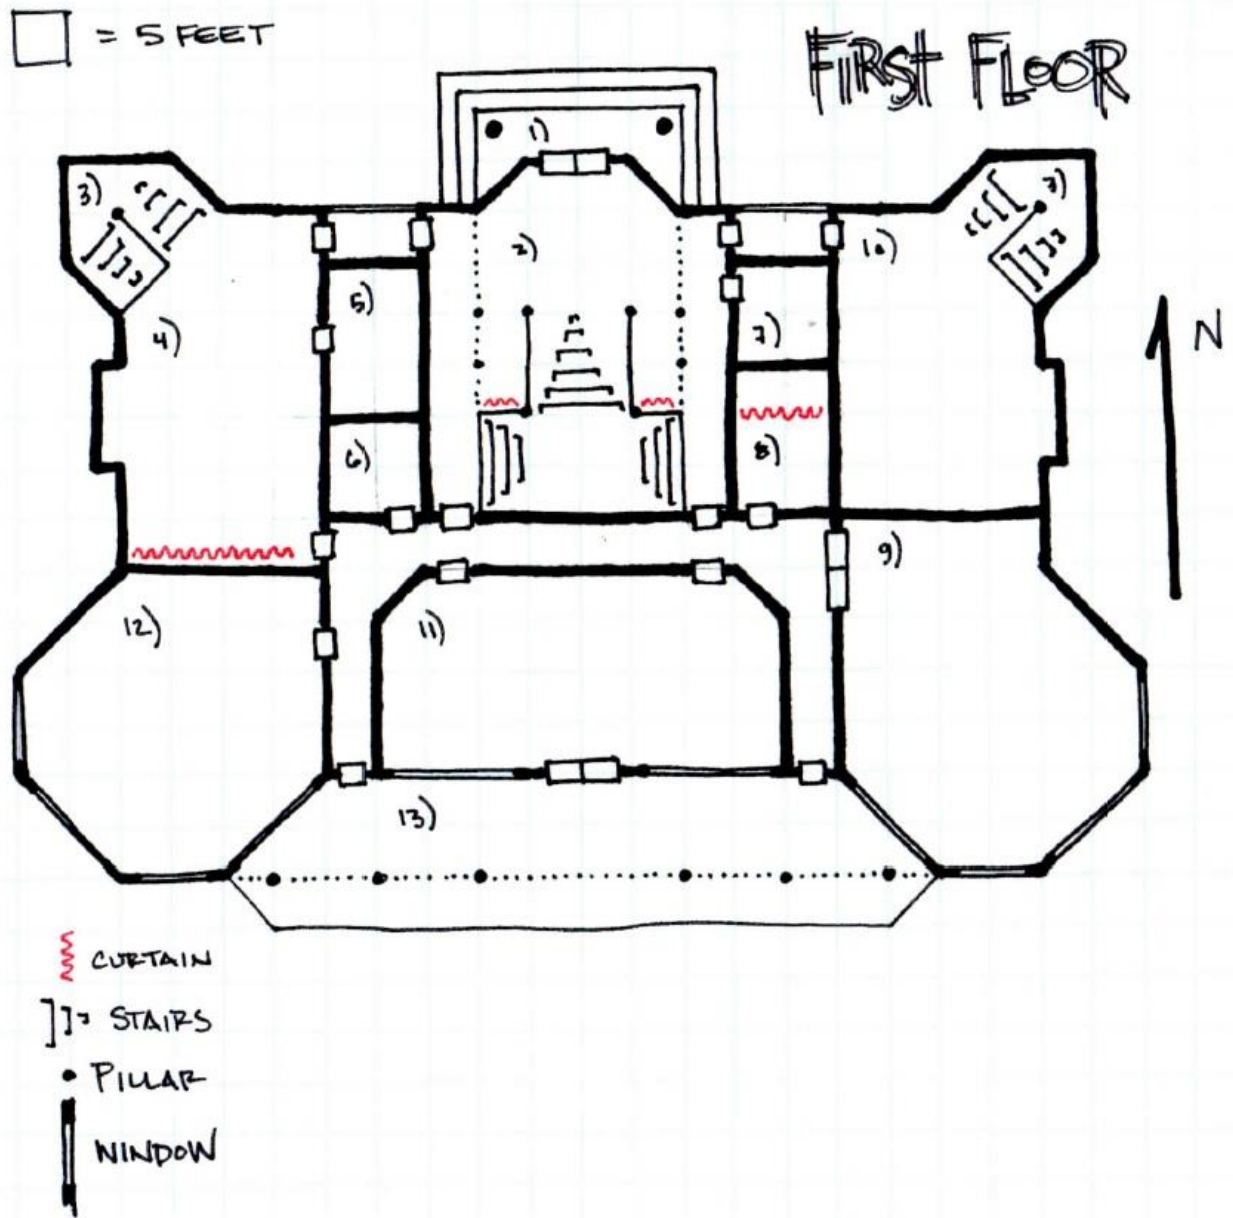 = 5 FEET
FIRST FLOOR
1)
3)
3)
2)
10)
N
5)
4)
7)
6)
8)
9)
12)
11)
13)
CURTAIN
STAIRS
PILLAR
WINDOW